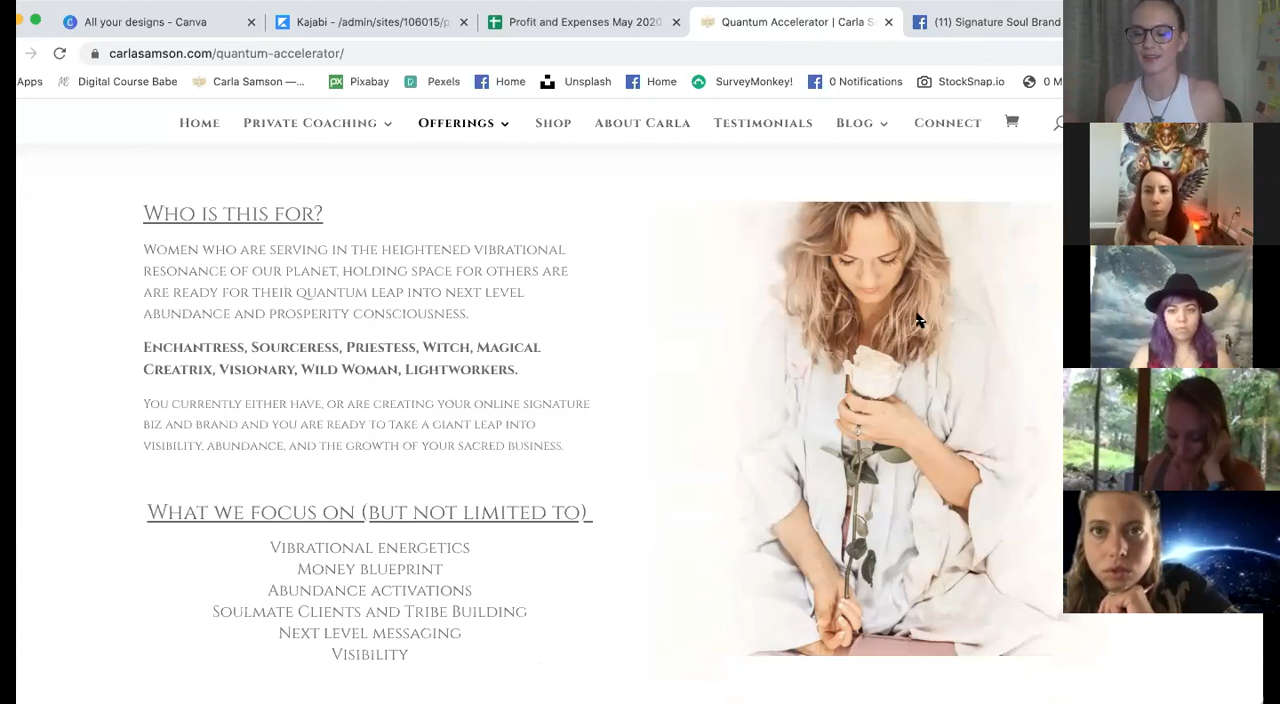 All your designs - Canva
Kajabi - /admin/sites/106015/p
Profit and Expenses May 2020
Quantum Accelerator | Carla S
(11) Signature Soul Brand
carlasamson.com/quantum-accelerator/
Apps Digital Course Babe Carla Samson —... Pixabay Pexels Home Unsplash Home SurveyMonkey! 0 Notifications StockSnap.io 0 M
Home Private Coaching Offerings Shop About Carla Testimonials Blog Connect
Who is this for?
Women who are serving in the heightened vibrational
resonance of our planet, holding space for others are
are ready for their quantum leap into next level
abundance and prosperity consciousness.
Enchantress, Sourceress, Priestess, Witch, Magical
Creatrix, Visionary, Wild Woman, Lightworkers.
You currently either have, or are creating your online signature
biz and brand and you are ready to take a giant leap into
visibility, abundance, and the growth of your sacred business.
What we focus on (but not limited to)
Vibrational energetics
Money blueprint
Abundance activations
Soulmate Clients and Tribe Building
Next level messaging
Visibility